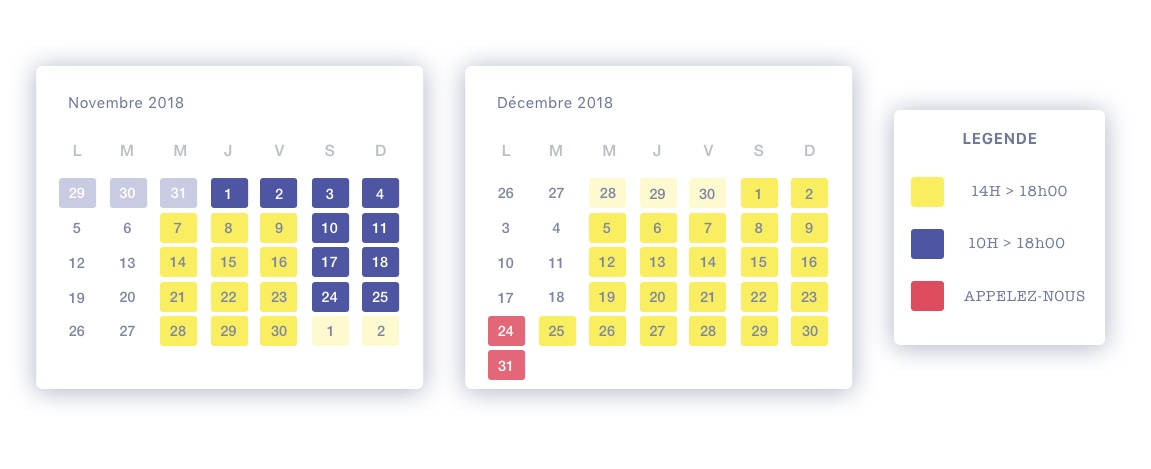 Novembre 2018
L M M J V S D
29 30 31 1 2 3 4
5 6 7 8 9 10 11
12 13 14 15 16 17 18
19 20 21 22 23 24 25
26 27 28 29 30 1 2
Décembre 2018
L M M J V S D
26 27 28 29 30 1 2
3 4 5 6 7 8 9
10 11 12 13 14 15 16
17 18 19 20 21 22 23
24 25 26 27 28 29 30
31
LEGENDE
14H > 18h00
10H > 18h00
APPELEZ-NOUS